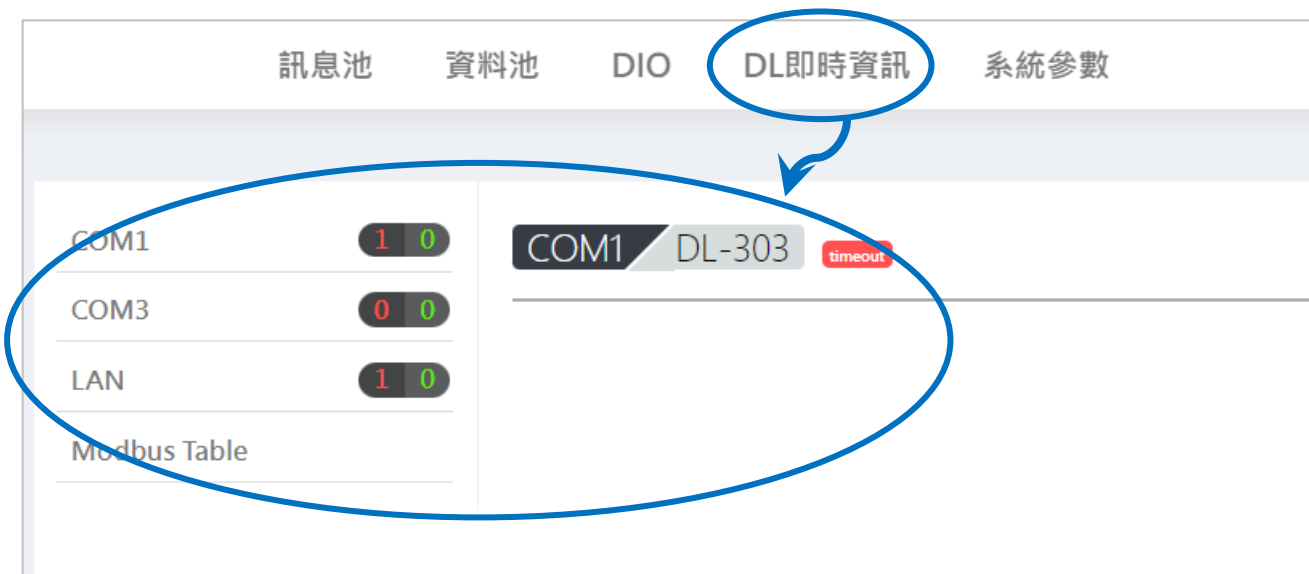 訊息池 資料池 DIO DL即時資訊 系統參數
COM1 1 0
COM3 0 0
LAN 1 0
Modbus Table
COM1 DL-303 timeout